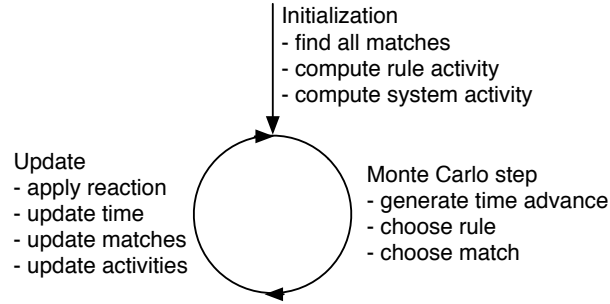 Initialization
- find all matches
- compute rule activity
- compute system activity
Update
- apply reaction
- update time
- update matches
- update activities
Monte Carlo step
- generate time advance
- choose rule
- choose match